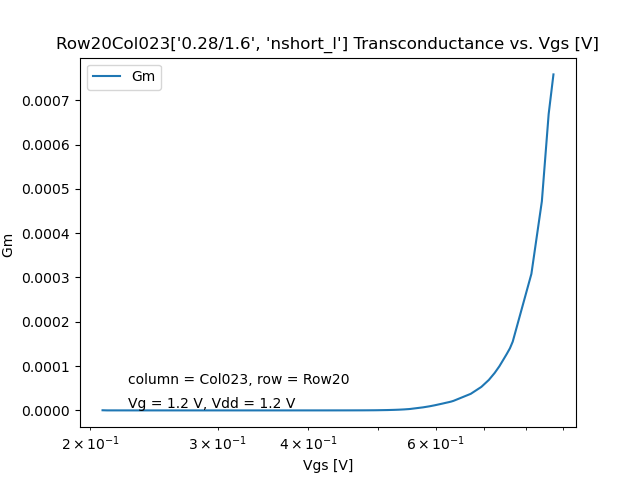 Row20Col023['0.28/1.6', 'nshort_l'] Transconductance vs. Vgs [V]
Gm
0.0007
0.0006
0.0005
0.0004
0.0003
0.0002
0.0001
0.0000
Gm
column = Col023, row = Row20
Vg = 1.2 V, Vdd = 1.2 V
2 × 10⁻¹ 3 × 10⁻¹ 4 × 10⁻¹ 6 × 10⁻¹
Vgs [V]